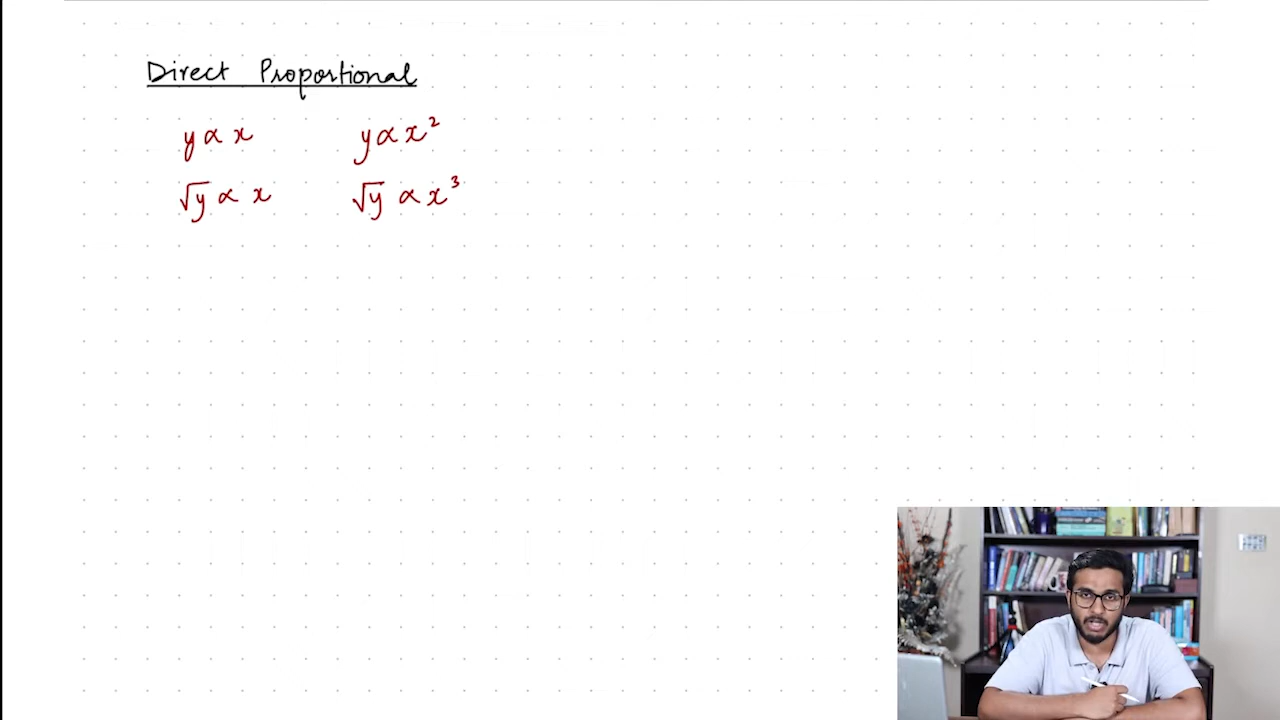 Direct Proportional
y ∝ x y ∝ x²
√y ∝ x √y ∝ x³